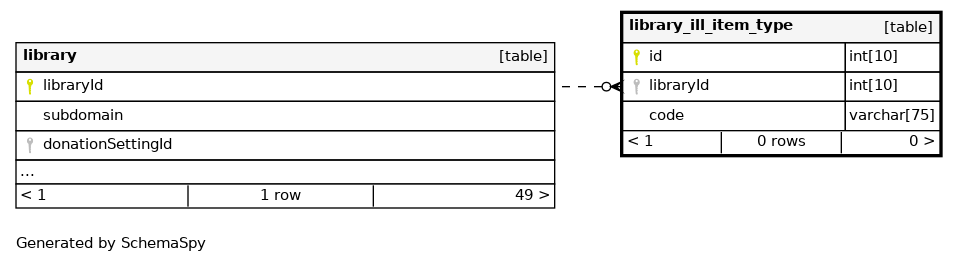 library [table]
libraryId
subdomain
donationSettingId
...
< 1 1 row 49 >
library_ill_item_type [table]
id int[10]
libraryId int[10]
code varchar[75]
< 1 0 rows 0 >
Generated by SchemaSpy